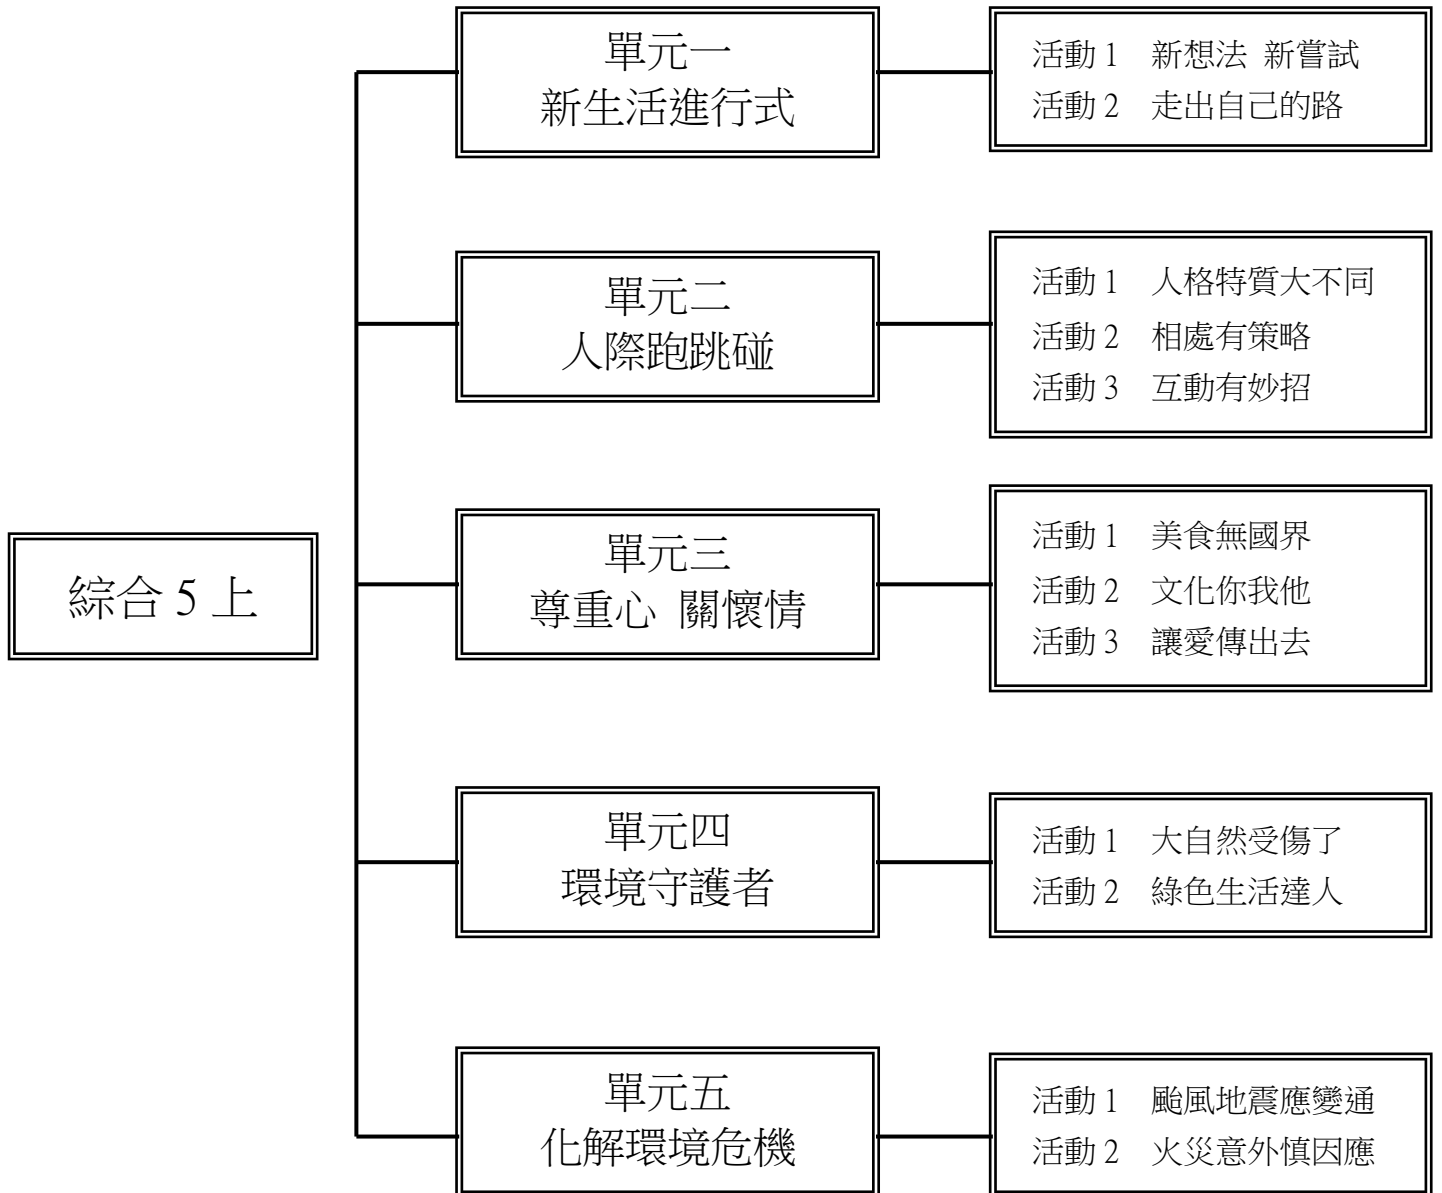 綜合 5 上
單元一
新生活進行式
活動 1 新想法 新嘗試
活動 2 走出自己的路
單元二
人際跑跳碰
活動 1 人格特質大不同
活動 2 相處有策略
活動 3 互動有妙招
單元三
尊重心 關懷情
活動 1 美食無國界
活動 2 文化你我他
活動 3 讓愛傳出去
單元四
環境守護者
活動 1 大自然受傷了
活動 2 綠色生活達人
單元五
化解環境危機
活動 1 颱風地震應變通
活動 2 火災意外慎因應